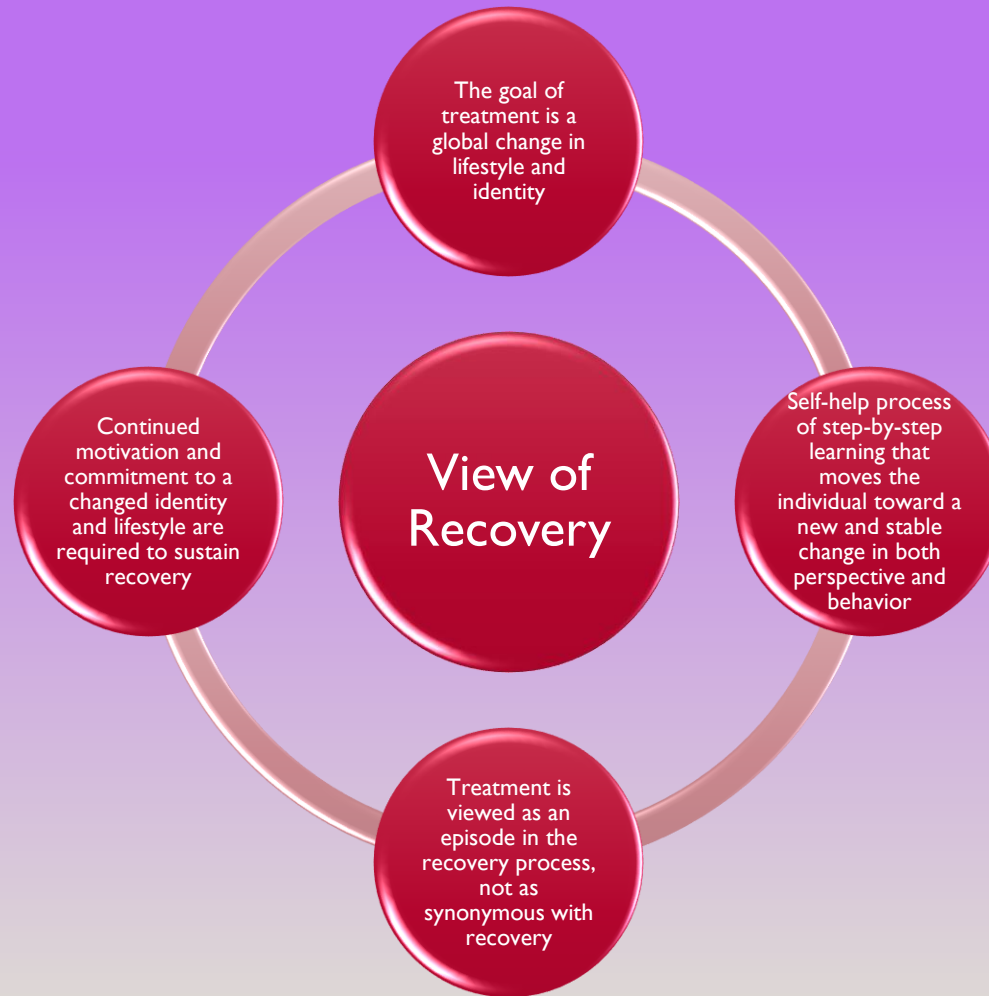 The goal of
treatment is a
global change in
lifestyle and
identity
Self-help process
of step-by-step
learning that
moves the
individual toward a
new and stable
change in both
perspective and
behavior
Treatment is
viewed as an
episode in the
recovery process,
not as
synonymous with
recovery
Continued
motivation and
commitment to a
changed identity
and lifestyle are
required to sustain
recovery
View of
Recovery